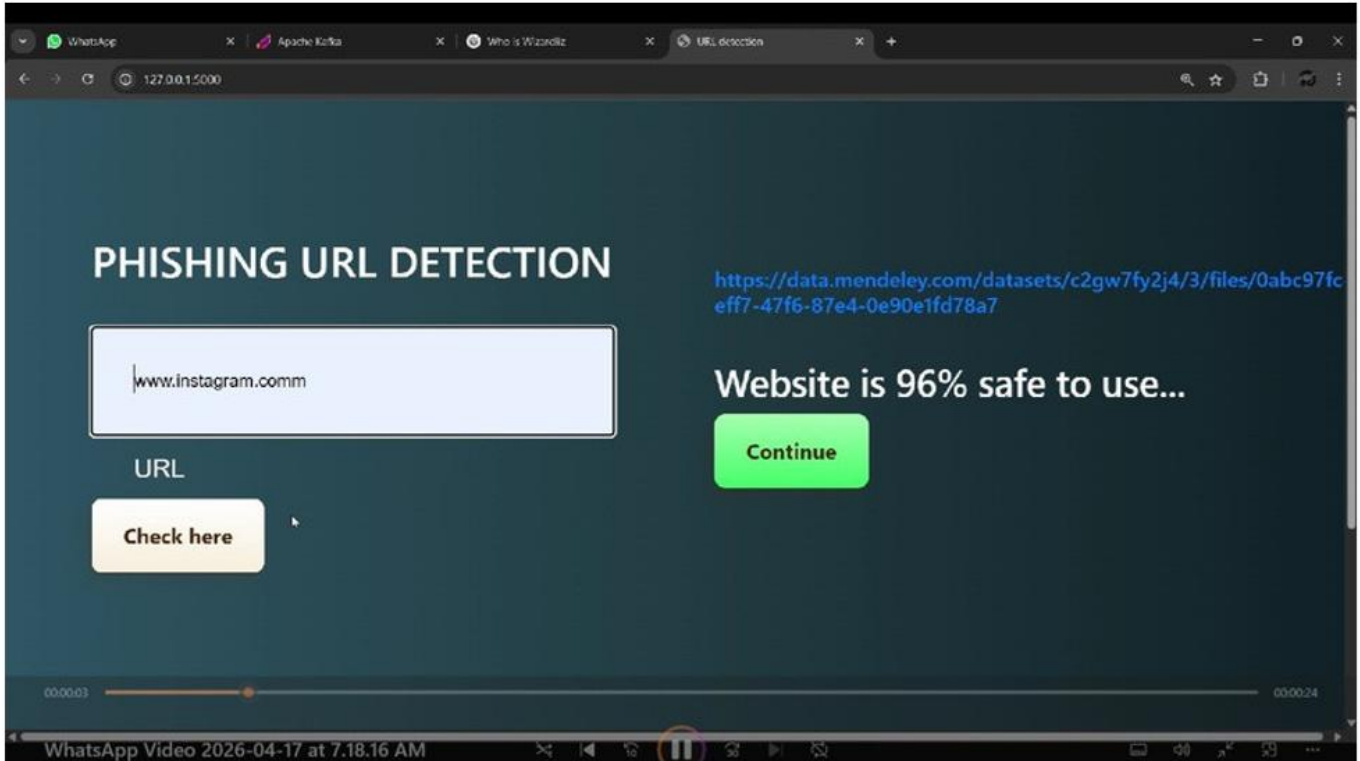 WhatsApp
Apache Kafka
Who is Wizardliz
URL detection
127.0.0.1:5000
PHISHING URL DETECTION
www.instagram.comm
URL
Check here
https://data.mendeley.com/datasets/c2gw7fy2j4/3/files/0abc97fc
eff7-47f6-87e4-0e90e1fd78a7
Website is 96% safe to use...
Continue
00:00:03
00:00:24
WhatsApp Video 2026-04-17 at 7.18.16 AM